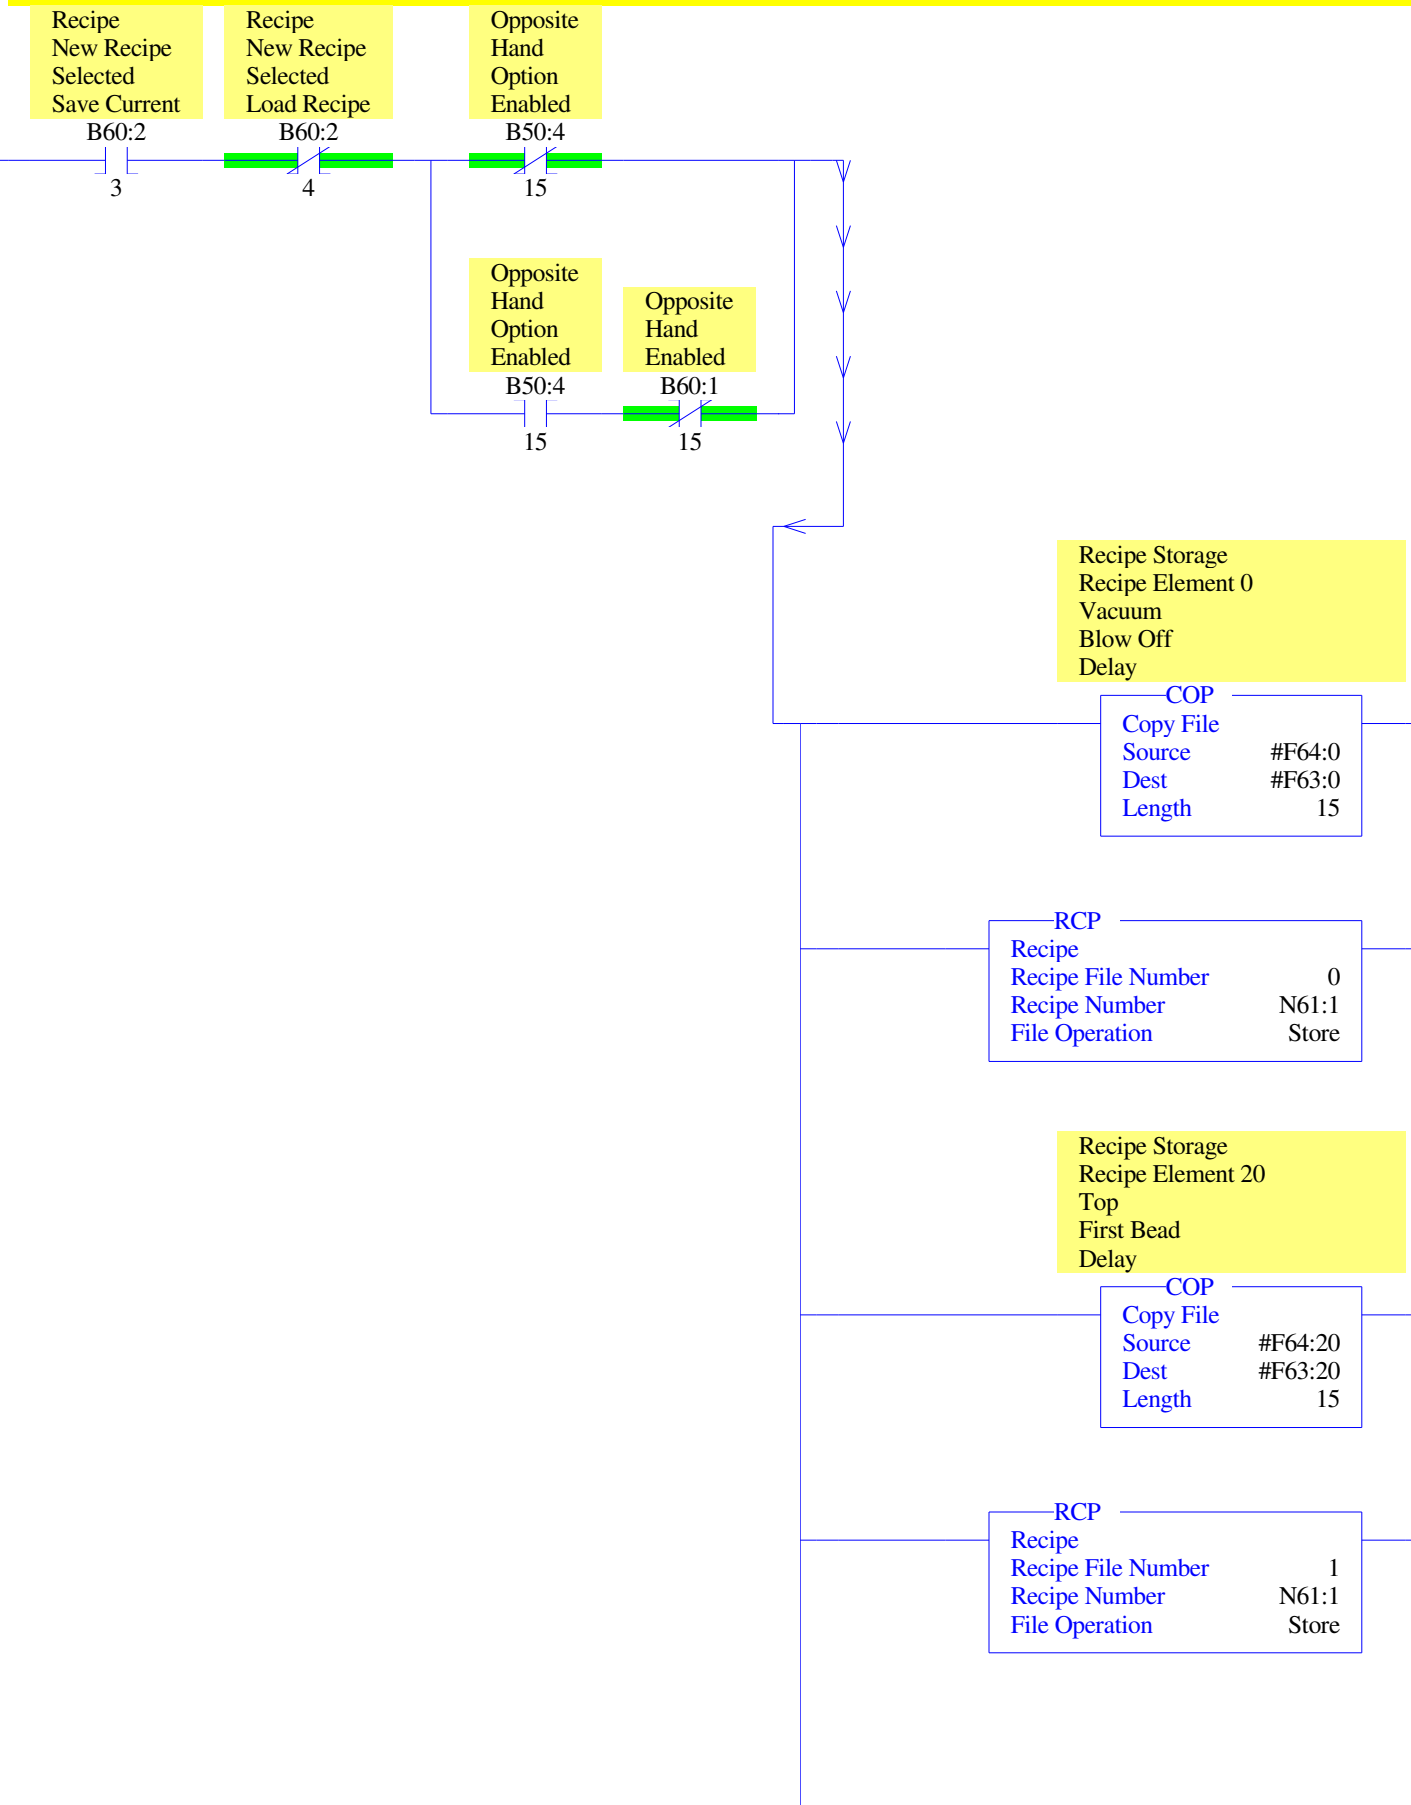 Recipe
New Recipe
Selected
Save Current
B60:2
3
Recipe
New Recipe
Selected
Load Recipe
B60:2
4
Opposite
Hand
Option
Enabled
B50:4
15
Opposite
Hand
Option
Enabled
B50:4
15
Opposite
Hand
Enabled
B60:1
15
Recipe Storage
Recipe Element 0
Vacuum
Blow Off
Delay
COP
Copy File
Source #F64:0
Dest #F63:0
Length 15
RCP
Recipe
Recipe File Number 0
Recipe Number N61:1
File Operation Store
Recipe Storage
Recipe Element 20
Top
First Bead
Delay
COP
Copy File
Source #F64:20
Dest #F63:20
Length 15
RCP
Recipe
Recipe File Number 1
Recipe Number N61:1
File Operation Store